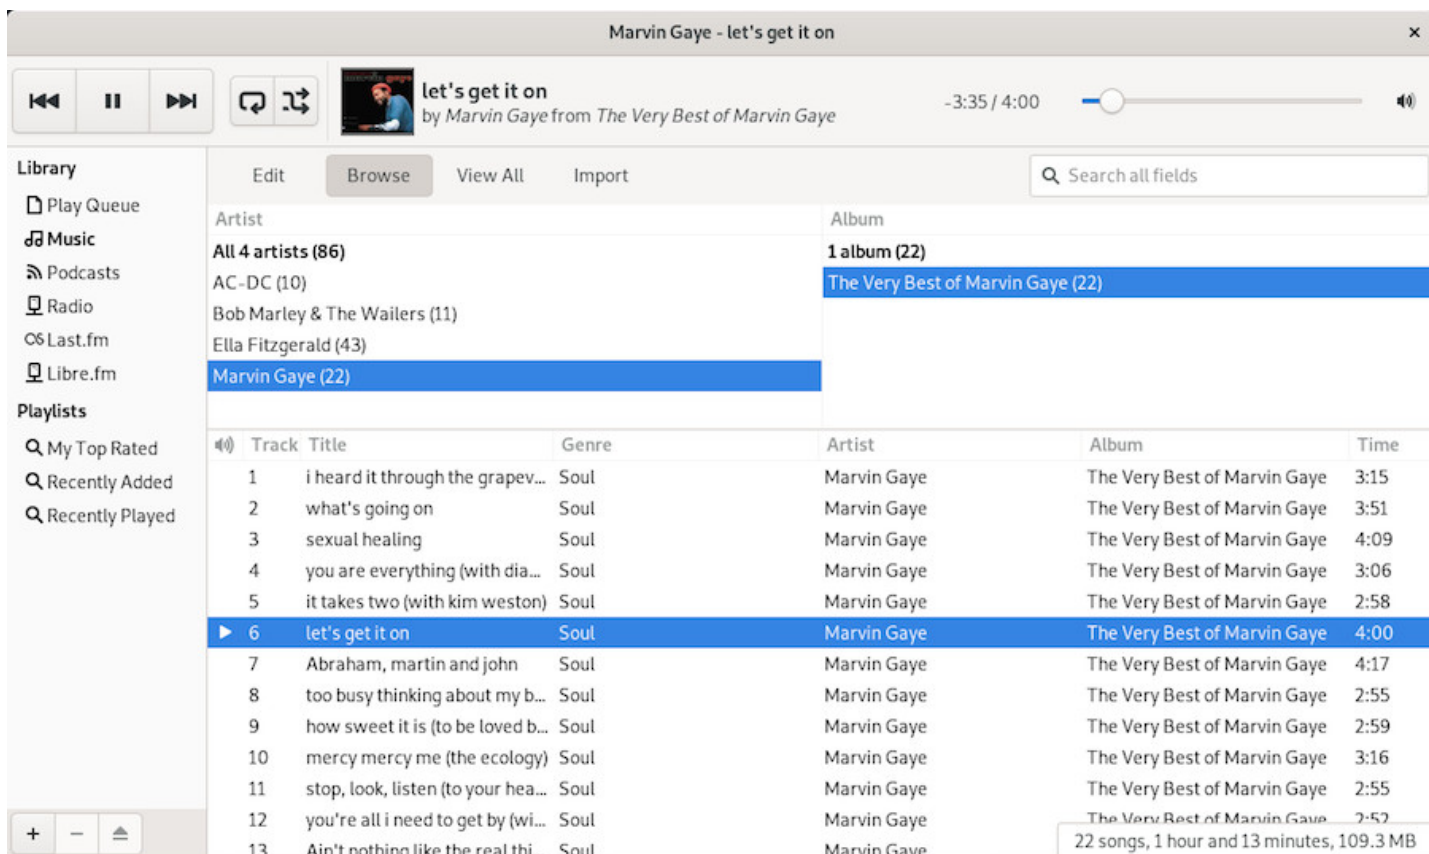 Marvin Gaye - let's get it on
let's get it on
by Marvin Gaye from The Very Best of Marvin Gaye
-3:35 / 4:00
Library
Play Queue
Music
Podcasts
Radio
Last.fm
Libre.fm
Playlists
My Top Rated
Recently Added
Recently Played
Edit Browse View All Import Search all fields
Artist Album
All 4 artists (86) 1 album (22)
AC-DC (10) The Very Best of Marvin Gaye (22)
Bob Marley & The Wailers (11)
Ella Fitzgerald (43)
Marvin Gaye (22)
Track Title Genre Artist Album Time
1 i heard it through the grapev... Soul Marvin Gaye The Very Best of Marvin Gaye 3:15
2 what's going on Soul Marvin Gaye The Very Best of Marvin Gaye 3:51
3 sexual healing Soul Marvin Gaye The Very Best of Marvin Gaye 4:09
4 you are everything (with dia... Soul Marvin Gaye The Very Best of Marvin Gaye 3:06
5 it takes two (with kim weston) Soul Marvin Gaye The Very Best of Marvin Gaye 2:58
6 let's get it on Soul Marvin Gaye The Very Best of Marvin Gaye 4:00
7 Abraham, martin and john Soul Marvin Gaye The Very Best of Marvin Gaye 4:17
8 too busy thinking about my b... Soul Marvin Gaye The Very Best of Marvin Gaye 2:55
9 how sweet it is (to be loved b... Soul Marvin Gaye The Very Best of Marvin Gaye 2:59
10 mercy mercy me (the ecology) Soul Marvin Gaye The Very Best of Marvin Gaye 3:16
11 stop, look, listen (to your hea... Soul Marvin Gaye The Very Best of Marvin Gaye 2:55
12 you're all i need to get by (wi... Soul Marvin Gaye The Very Best of Marvin Gaye 2:52
13 Ain't nothing like the real thi... Soul Marvin Gaye
22 songs, 1 hour and 13 minutes, 109.3 MB